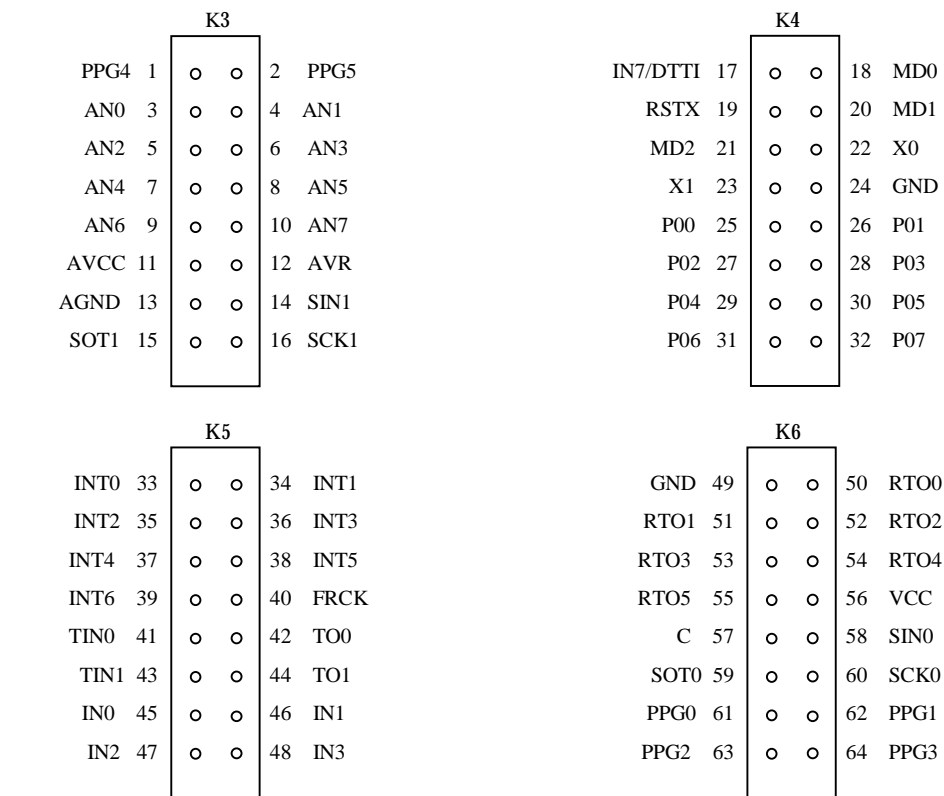 K3
PPG4 1 2 PPG5
AN0 3 4 AN1
AN2 5 6 AN3
AN4 7 8 AN5
AN6 9 10 AN7
AVCC 11 12 AVR
AGND 13 14 SIN1
SOT1 15 16 SCK1
K4
IN7/DTTI 17 18 MD0
RSTX 19 20 MD1
MD2 21 22 X0
X1 23 24 GND
P00 25 26 P01
P02 27 28 P03
P04 29 30 P05
P06 31 32 P07
K5
INT0 33 34 INT1
INT2 35 36 INT3
INT4 37 38 INT5
INT6 39 40 FRCK
TIN0 41 42 TO0
TIN1 43 44 TO1
IN0 45 46 IN1
IN2 47 48 IN3
K6
GND 49 50 RTO0
RTO1 51 52 RTO2
RTO3 53 54 RTO4
RTO5 55 56 VCC
C 57 58 SIN0
SOT0 59 60 SCK0
PPG0 61 62 PPG1
PPG2 63 64 PPG3